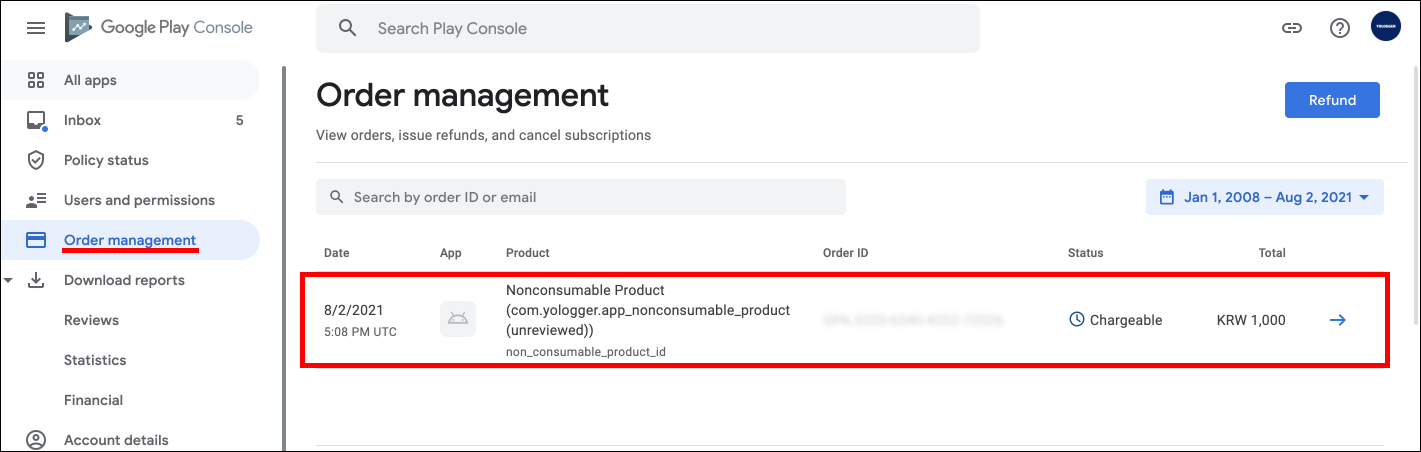 Google Play Console
Search Play Console
YOLOGGER
All apps
Inbox 5
Policy status
Users and permissions
Order management
Download reports
Reviews
Statistics
Financial
Account details
Order management
Refund
View orders, issue refunds, and cancel subscriptions
Search by order ID or email
Jan 1, 2008 – Aug 2, 2021
Date App Product Order ID Status Total
8/2/2021
5:08 PM UTC
Nonconsumable Product
(com.yologger.app_nonconsumable_product
(unreviewed))
non_consumable_product_id
Chargeable
KRW 1,000